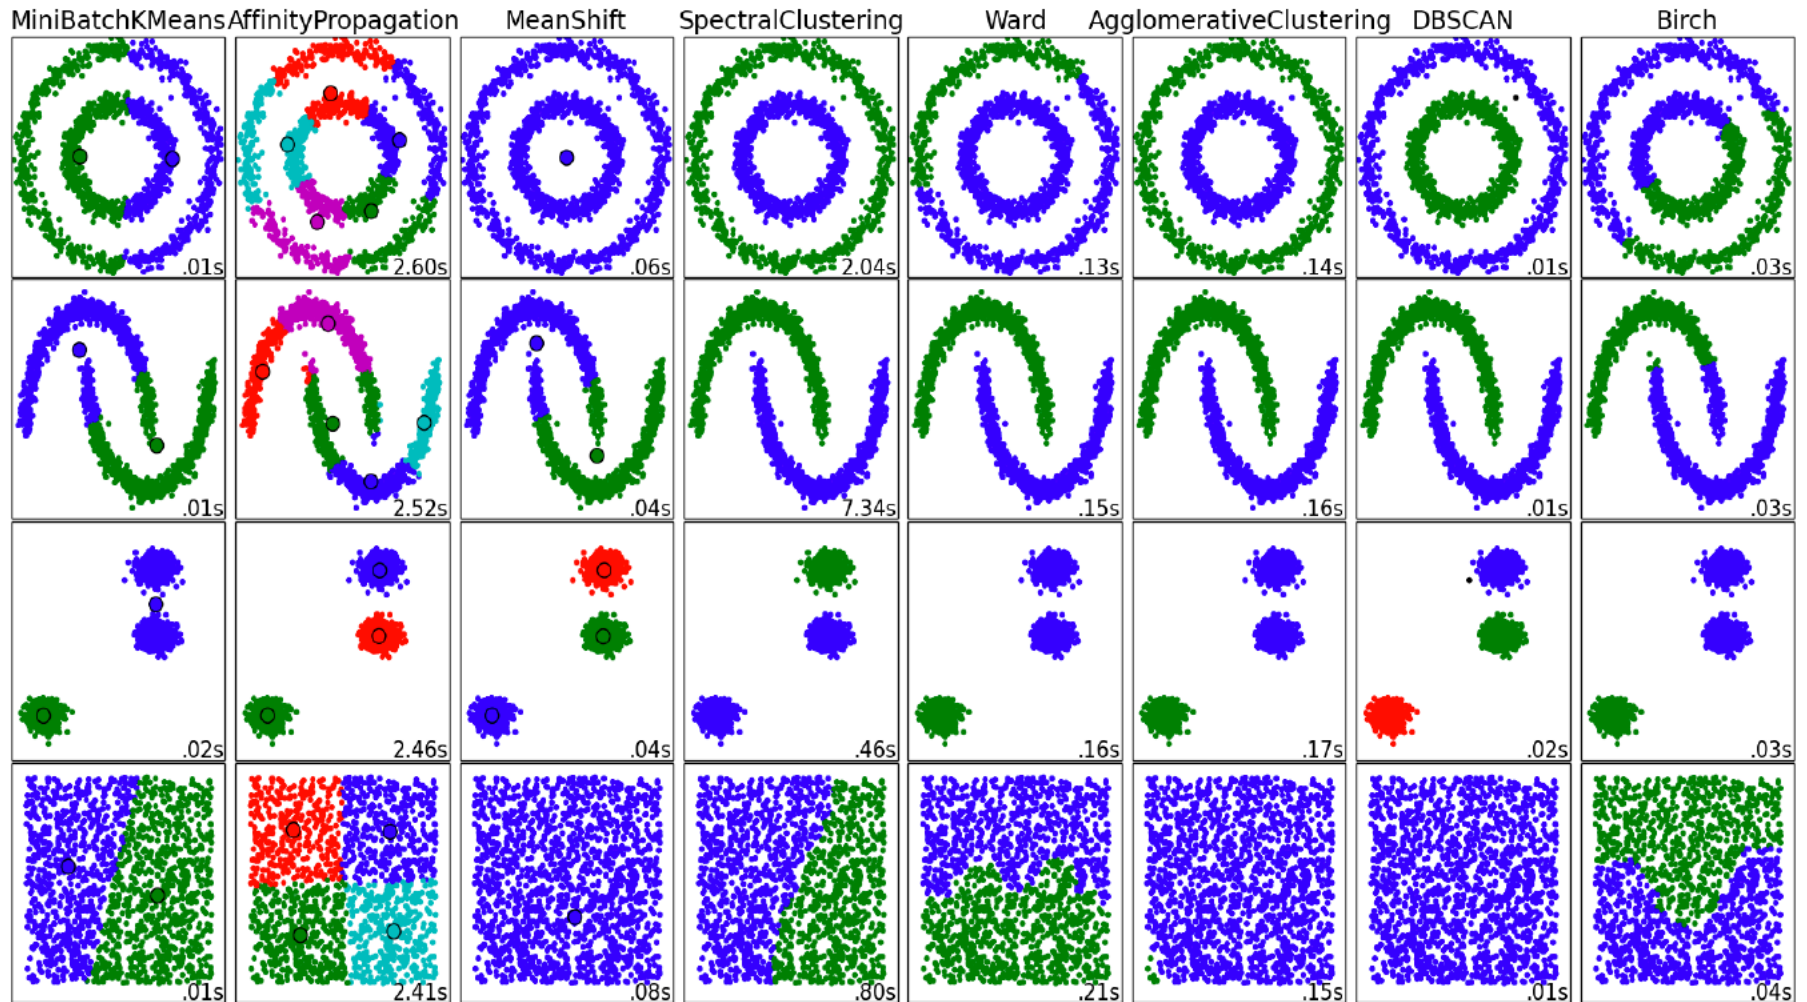 MiniBatchKMeans AffinityPropagation MeanShift SpectralClustering Ward AgglomerativeClustering DBSCAN Birch
.01s 2.60s .06s 2.04s .13s .14s .01s .03s
.01s 2.52s .04s 7.34s .15s .16s .01s .03s
.02s 2.46s .04s .46s .16s .17s .02s .03s
.01s 2.41s .08s .80s .21s .15s .01s .04s